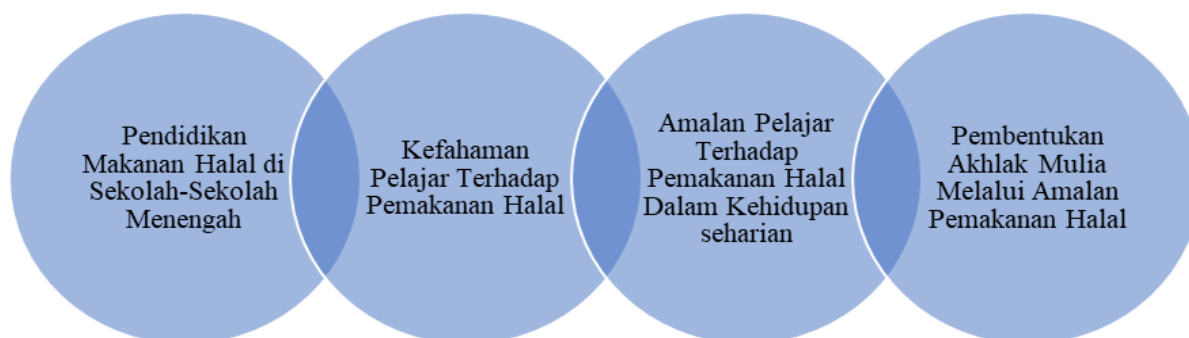 Pendidikan
Makanan Halal di
Sekolah-Sekolah
Menengah
Kefahaman
Pelajar Terhadap
Pemakanan Halal
Amalan Pelajar
Terhadap
Pemakanan Halal
Dalam Kehidupan
seharian
Pembentukan
Akhlak Mulia
Melalui Amalan
Pemakanan Halal